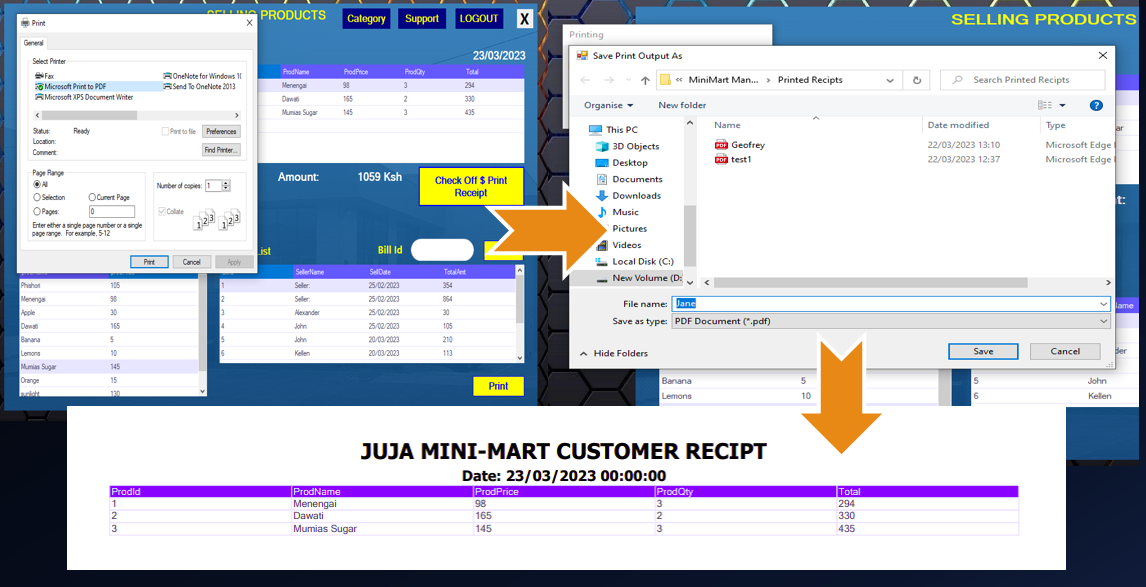 SELLING PRODUCTS
Category
Support
LOGOUT
X
23/03/2023
Print
General
Select Printer
Fax
Microsoft Print to PDF
Microsoft XPS Document Writer
OneNote for Windows 10
Send To OneNote 2013
Status: Ready
Location:
Comment:
Print to file
Preferences
Find Printer...
Page Range
All
Selection
Current Page
Pages:
0
Enter either a single page number or a single
page range. For example, 5-12
Number of copies: 1
Collate
1 2 3 1 2 3
Print
Cancel
Apply
ProdName ProdPrice ProdQty Total
Menengai 98 3 294
Dawati 165 2 330
Mumias Sugar 145 3 435
Amount: 1059 Ksh
Check Off $ Print
Receipt
List
Bill Id
Phishori 105
Menengai 98
Apple 30
Dawati 165
Banana 5
Lemons 10
Mumias Sugar 145
Orange 15
sunlight 130
SellerName SellDate TotalAmt
1 Seller: 25/02/2023 354
2 Seller: 25/02/2023 864
3 Alexander 25/02/2023 30
4 John 25/02/2023 105
5 John 20/03/2023 210
6 Kellen 20/03/2023 113
Print
SELLING PRODUCTS
Printing
Save Print Output As
« MiniMart Man... › Printed Recipts
Search Printed Recipts
Organise
New folder
?
This PC
3D Objects
Desktop
Documents
Downloads
Music
Pictures
Videos
Local Disk (C:)
New Volume (D:
Name Date modified Type
PDF Geofrey 22/03/2023 13:10 Microsoft Edge
PDF test1 22/03/2023 12:37 Microsoft Edge
File name: Jane
Save as type: PDF Document (*.pdf)
Hide Folders
Save
Cancel
Banana 5
Lemons 10
5 John
6 Kellen
JUJA MINI-MART CUSTOMER RECIPT
Date: 23/03/2023 00:00:00
ProdId ProdName ProdPrice ProdQty Total
1 Menengai 98 3 294
2 Dawati 165 2 330
3 Mumias Sugar 145 3 435